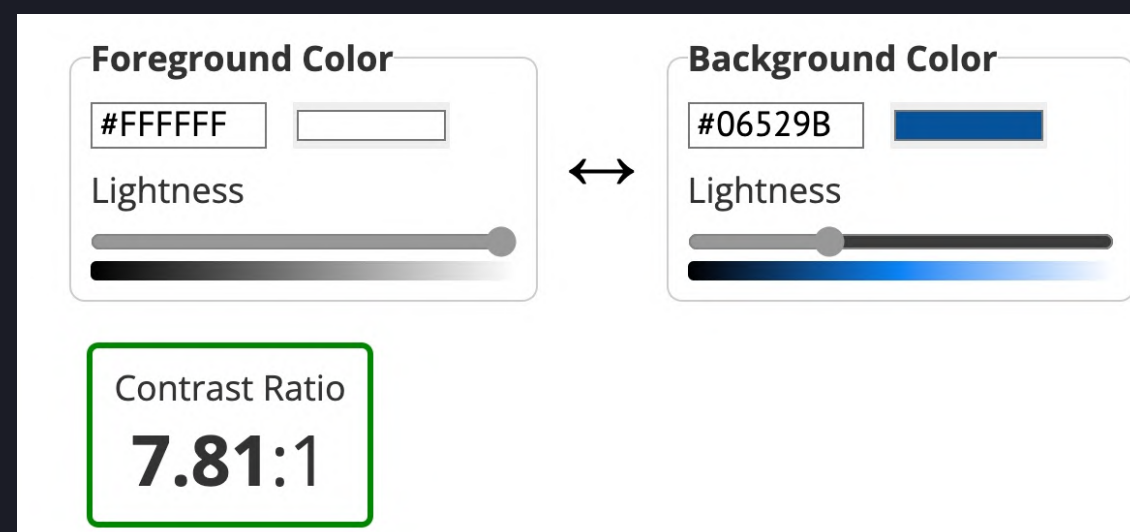 Foreground Color
#FFFFFF
Lightness
Background Color
#06529B
Lightness
Contrast Ratio
7.81:1